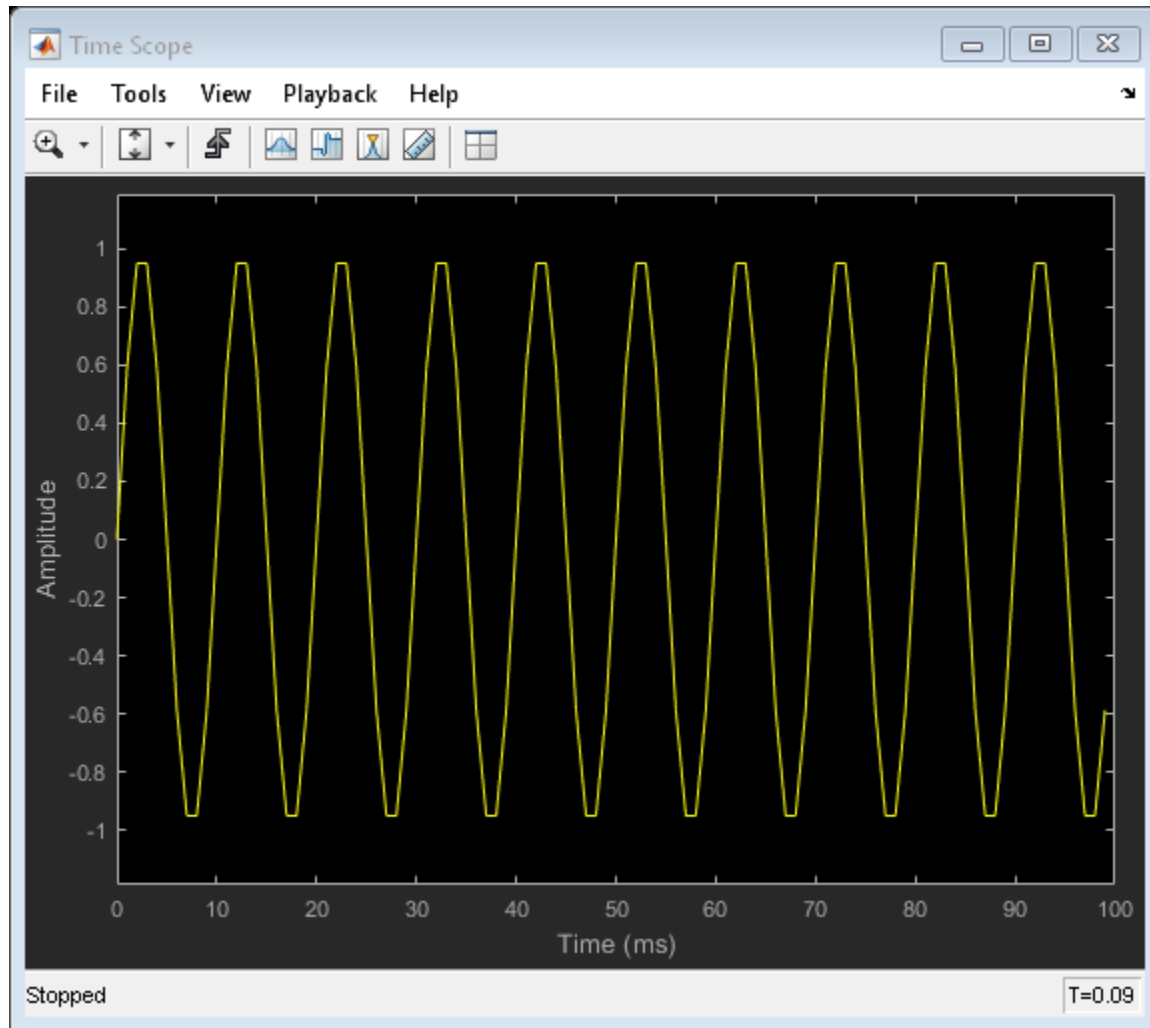 Time Scope
File Tools View Playback Help
1
0.8
0.6
0.4
0.2
0
-0.2
-0.4
-0.6
-0.8
-1
Amplitude
0 10 20 30 40 50 60 70 80 90 100
Time (ms)
Stopped T=0.09